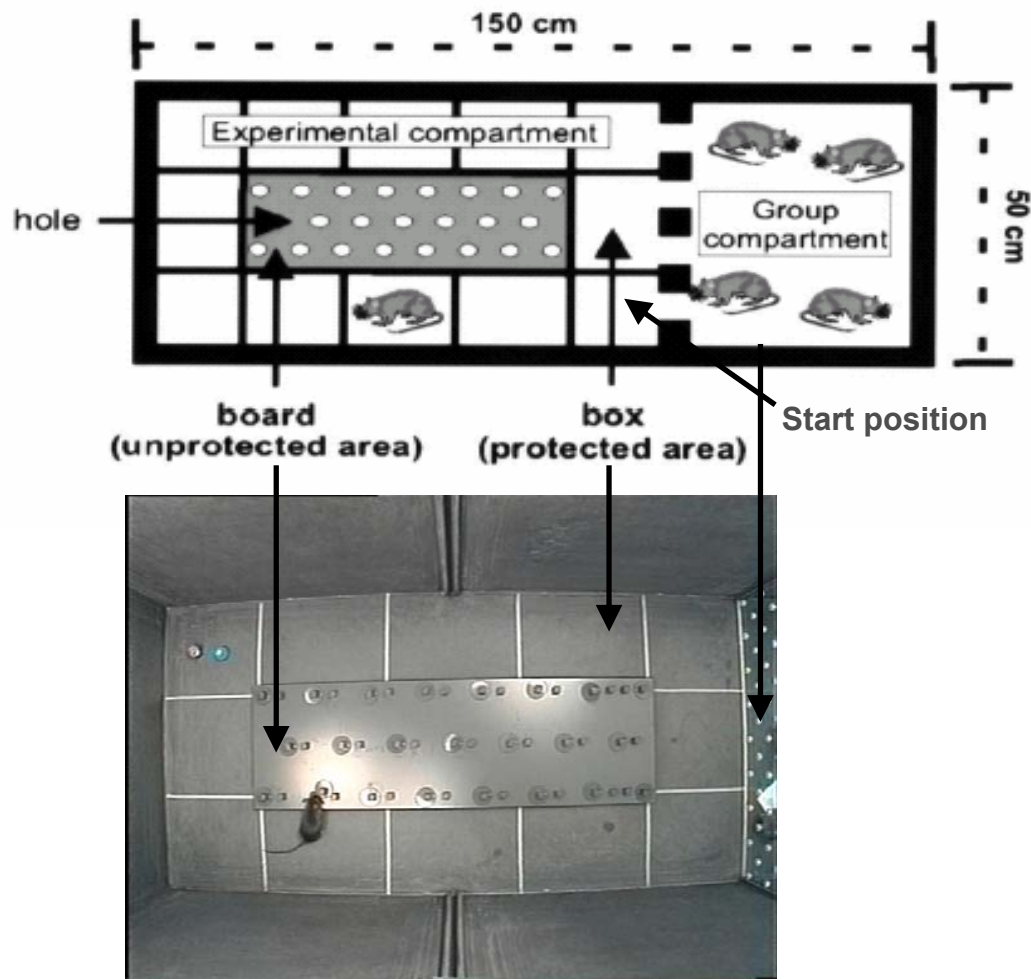 150 cm
Experimental compartment
hole
Group
compartment
50 cm
board
(unprotected area)
box
(protected area)
Start position